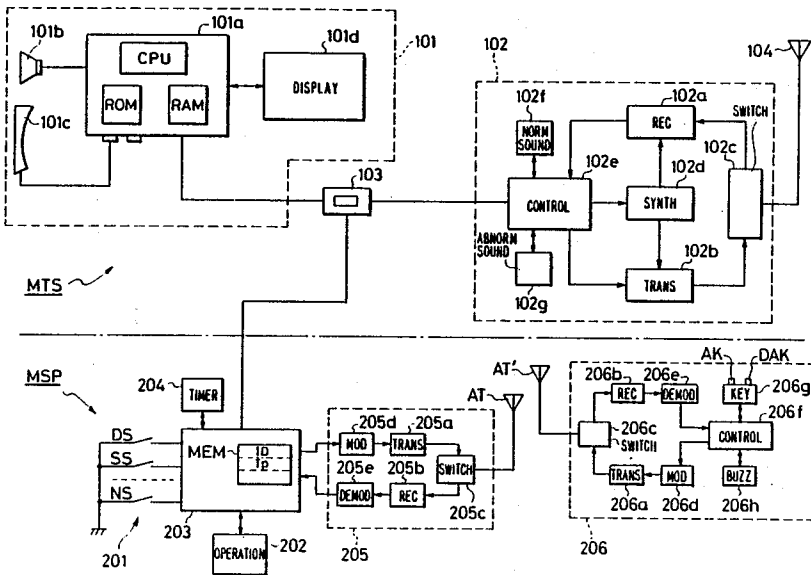 101a
101b
CPU
101d
101
102
104
DISPLAY
ROM
RAM
101c
102f
NORM
SOUND
102a
REC
SWITCH
102c
102e
102d
103
CONTROL
SYNTH
ABNORM
SOUND
102b
TRANS
102g
MTS
MSP
204
TIMER
AT
AT'
206b
206e
AK
DAK
REC
DEMOD
KEY
206g
206f
205d
205a
DS
MEM
ID
MOD
TRANS
206c
SWITCH
CONTROL
SS
205e
205b
SWITCH
NS
DEMOD
REC
205c
TRANS
MOD
BUZZ
206a
206d
206h
201
203
OPERATION
202
205
206